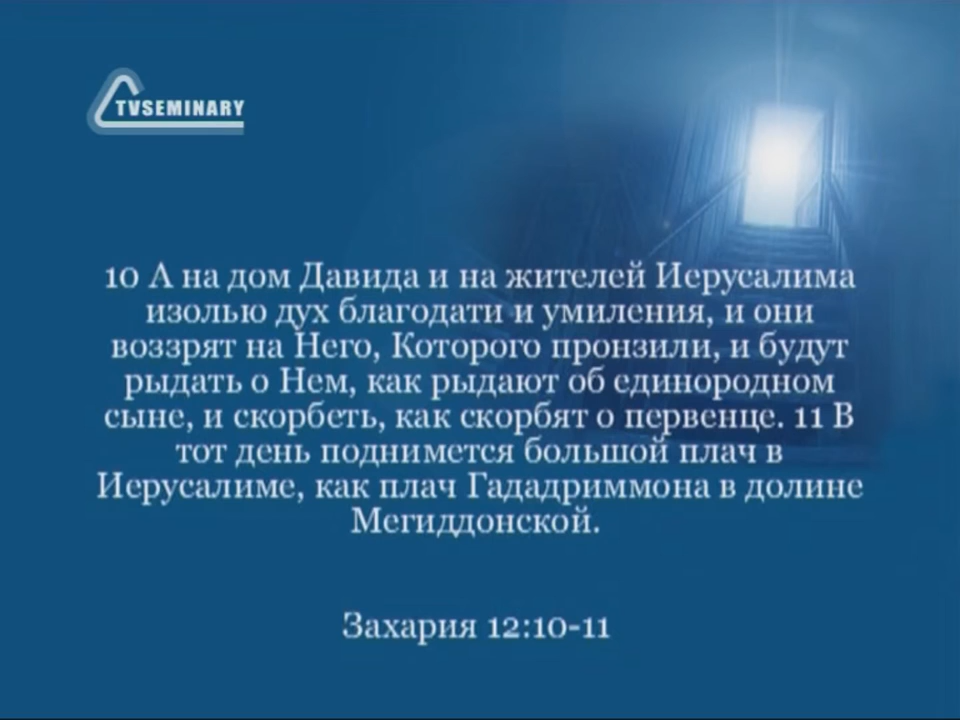 TVSEMINARY
10 А на дом Давида и на жителей Иерусалима
изолью дух благодати и умиления, и они
воззрят на Него, Которого пронзили, и будут
рыдать о Нем, как рыдают об единородном
сыне, и скорбеть, как скорбят о первенце. 11 В
тот день поднимется большой плач в
Иерусалиме, как плач Гададриммона в долине
Мегиддонской.
Захария 12:10-11